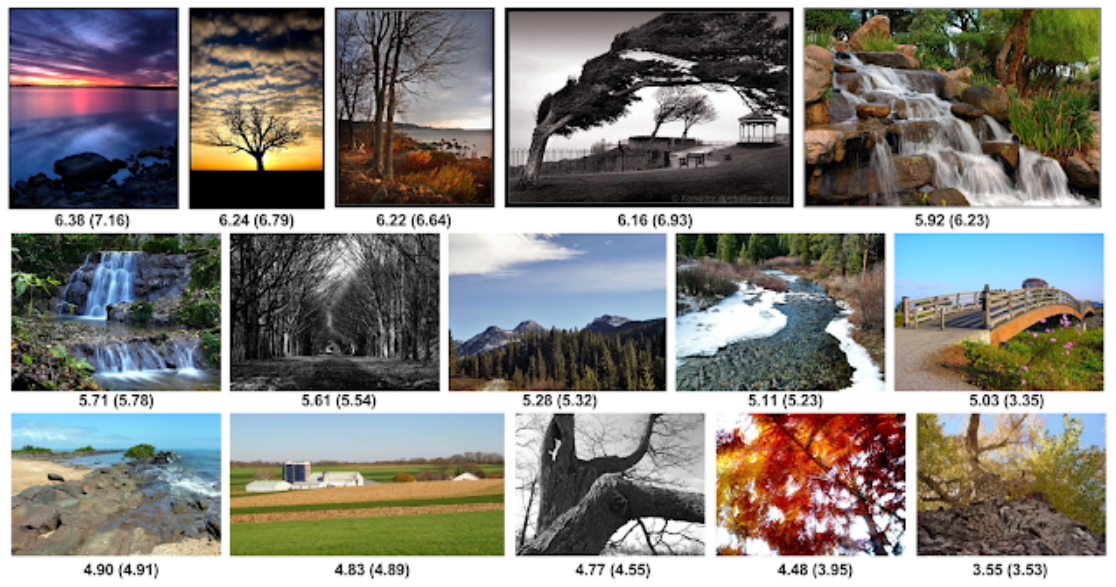 6.38 (7.16) 6.24 (6.79) 6.22 (6.64) 6.16 (6.93) 5.92 (6.23)
5.71 (5.78) 5.61 (5.54) 5.28 (5.32) 5.11 (5.23) 5.03 (3.35)
4.90 (4.91) 4.83 (4.89) 4.77 (4.55) 4.48 (3.95) 3.55 (3.53)